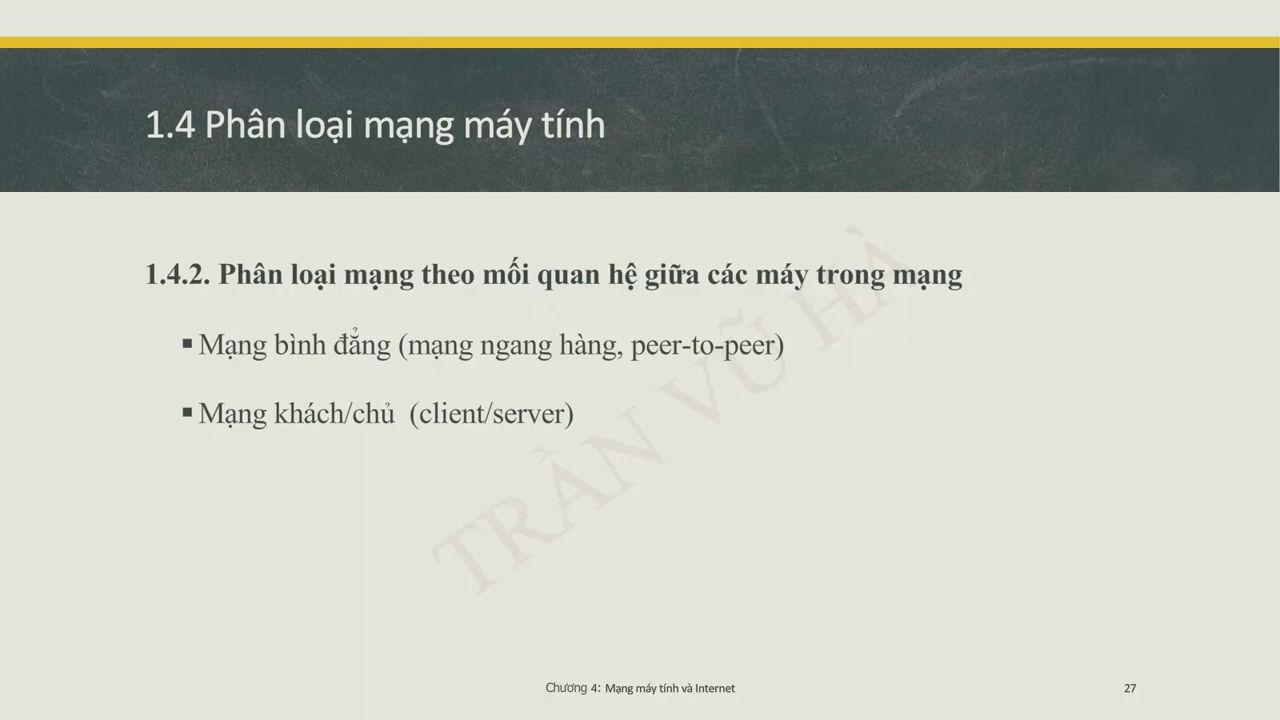 1.4 Phân loại mạng máy tính
1.4.2. Phân loại mạng theo mối quan hệ giữa các máy trong mạng
▪ Mạng bình đẳng (mạng ngang hàng, peer-to-peer)
▪ Mạng khách/chủ (client/server)
TRẦN VŨ HÀ
Chương 4: Mạng máy tính và Internet
27